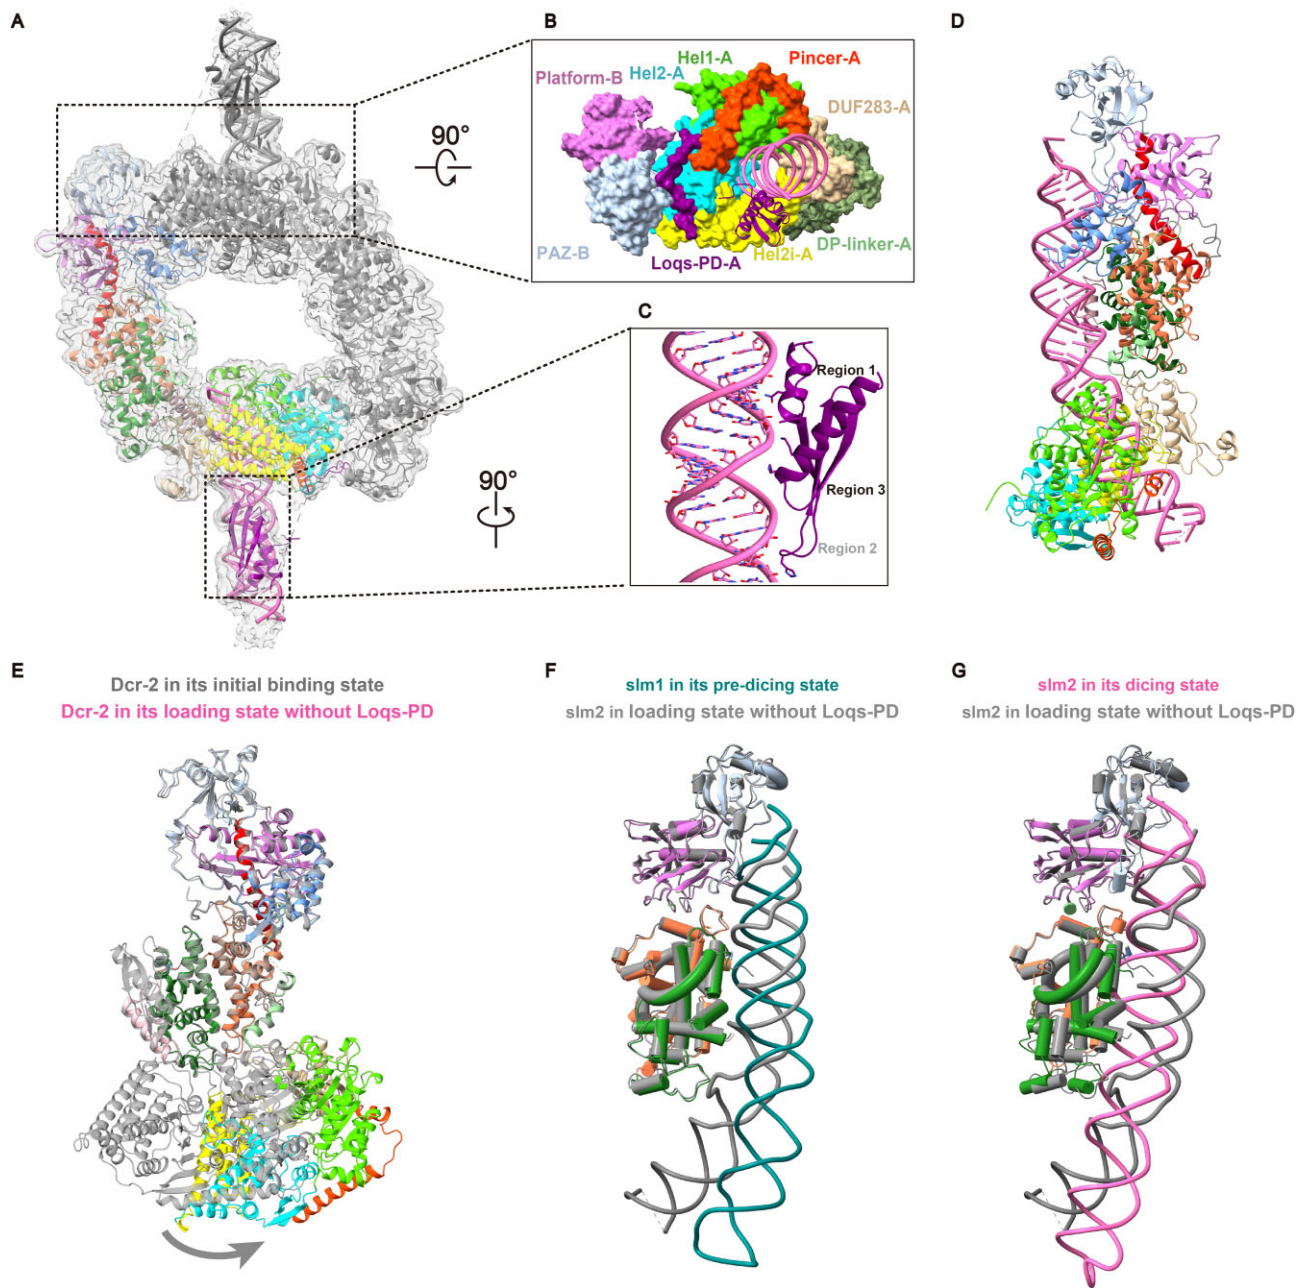 A
B
D
Hel1-A
Platform-B
Hel2-A
Pincer-A
DUF283-A
90°
PAZ-B
Loqs-PD-A
Hel2i-A
DP-linker-A
C
Region 1
90°
Region 3
Region 2
E
Dcr-2 in its initial binding state
Dcr-2 in its loading state without Loqs-PD
F
slm1 in its pre-dicing state
slm2 in loading state without Loqs-PD
G
slm2 in its dicing state
slm2 in loading state without Loqs-PD